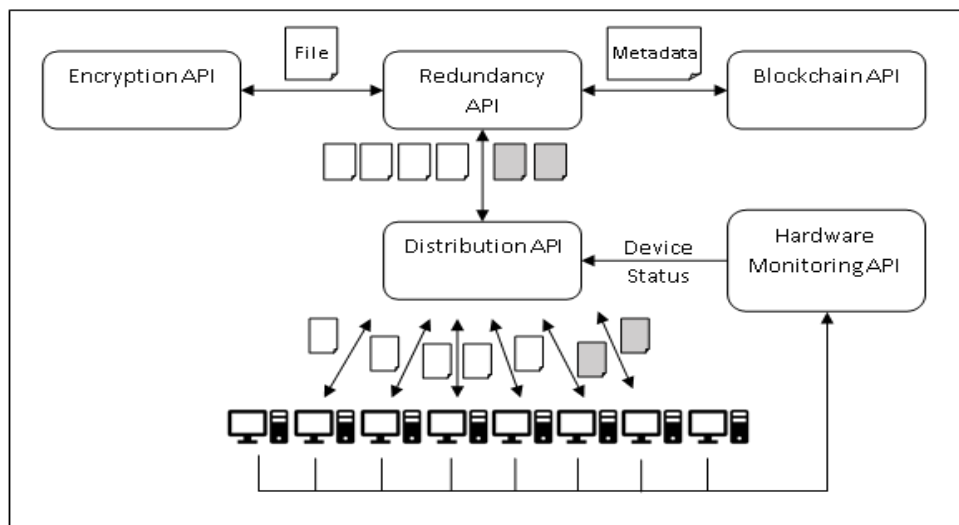 File
Metadata
Encryption API
Redundancy
API
Blockchain API
Distribution API
Device
Status
Hardware
Monitoring API